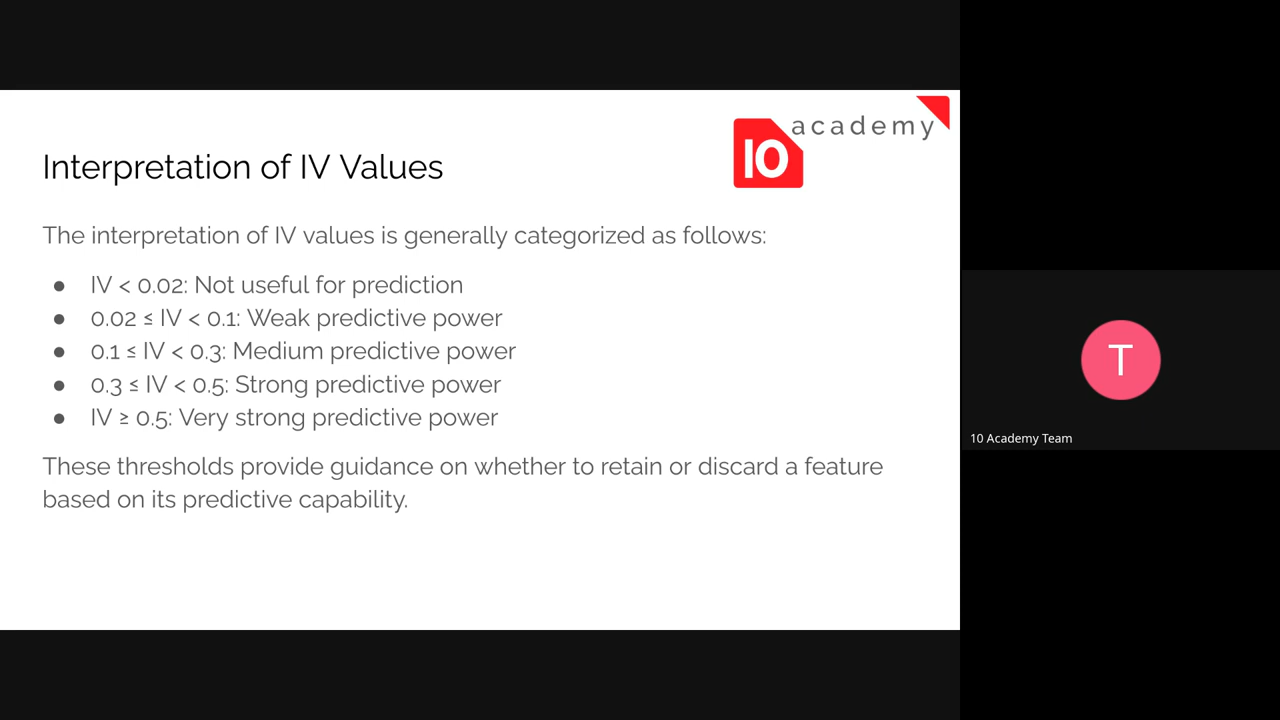 10 academy
Interpretation of IV Values
The interpretation of IV values is generally categorized as follows:
● IV < 0.02: Not useful for prediction
● 0.02 ≤ IV < 0.1: Weak predictive power
● 0.1 ≤ IV < 0.3: Medium predictive power
● 0.3 ≤ IV < 0.5: Strong predictive power
● IV ≥ 0.5: Very strong predictive power
These thresholds provide guidance on whether to retain or discard a feature
based on its predictive capability.
T
10 Academy Team